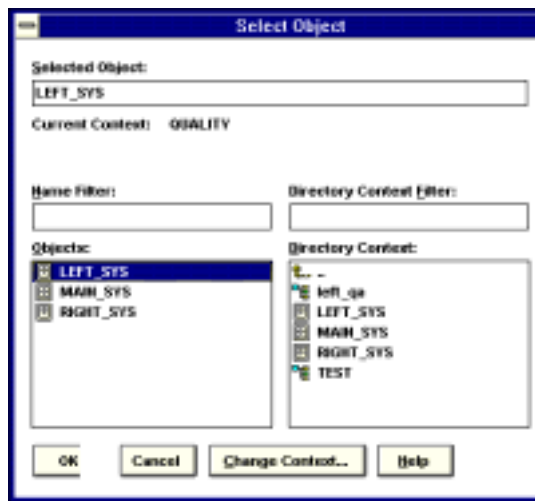 Select Object
Selected Object:
LEFT_SYS
Current Context: QUALITY
Name Filter:
Directory Context Filter:
Objects:
LEFT_SYS
MAIN_SYS
RIGHT_SYS
Directory Context:
..
left_qa
LEFT_SYS
MAIN_SYS
RIGHT_SYS
TEST
OK Cancel Change Context... Help